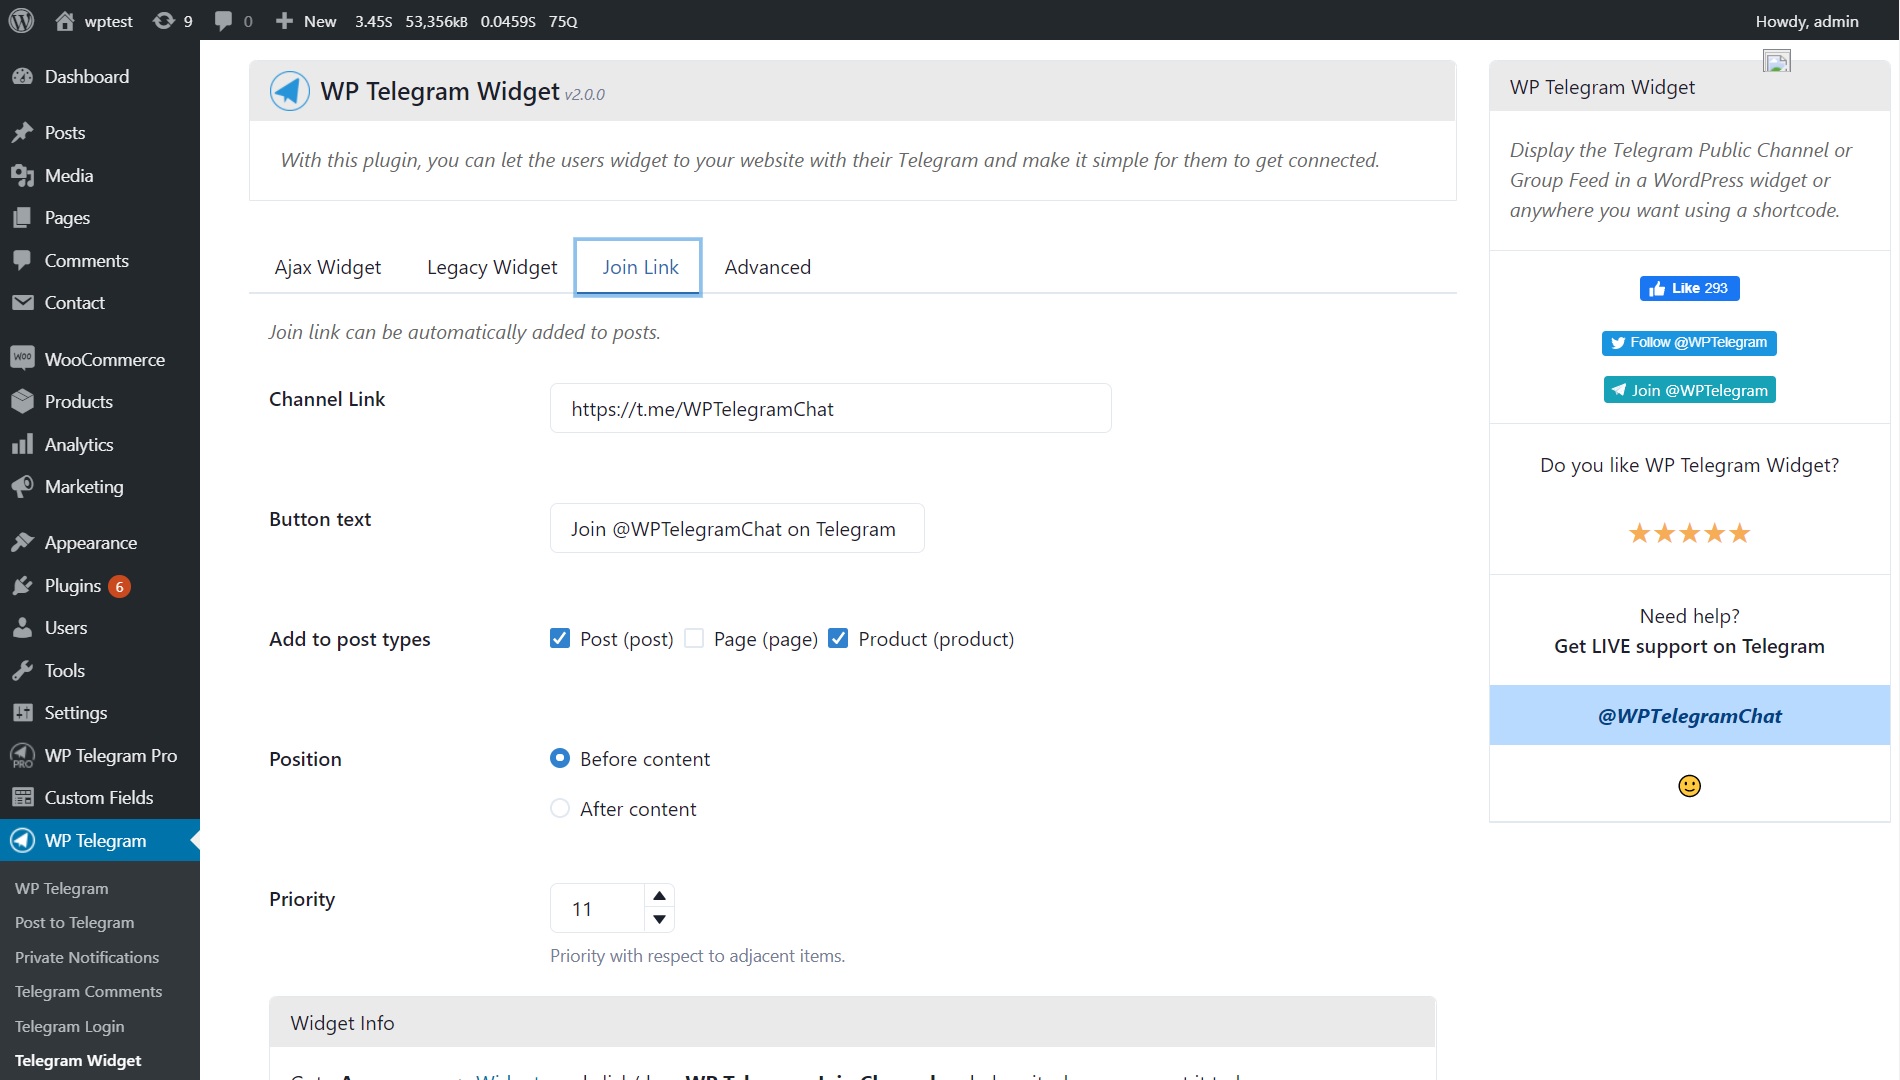 wptest 9 0 New 3.45S 53,356kB 0.0459S 75Q Howdy, admin
Dashboard
Posts
Media
Pages
Comments
Contact
WooCommerce
Products
Analytics
Marketing
Appearance
Plugins 6
Users
Tools
Settings
WP Telegram Pro
Custom Fields
WP Telegram
WP Telegram
Post to Telegram
Private Notifications
Telegram Comments
Telegram Login
Telegram Widget
WP Telegram Widget v2.0.0
With this plugin, you can let the users widget to your website with their Telegram and make it simple for them to get connected.
Ajax Widget Legacy Widget Join Link Advanced
Join link can be automatically added to posts.
Channel Link https://t.me/WPTelegramChat
Button text Join @WPTelegramChat on Telegram
Add to post types Post (post) Page (page) Product (product)
Position Before content
After content
Priority 11
Priority with respect to adjacent items.
Widget Info
WP Telegram Widget
Display the Telegram Public Channel or
Group Feed in a WordPress widget or
anywhere you want using a shortcode.
Like 293
Follow @WPTelegram
Join @WPTelegram
Do you like WP Telegram Widget?
Need help?
Get LIVE support on Telegram
@WPTelegramChat